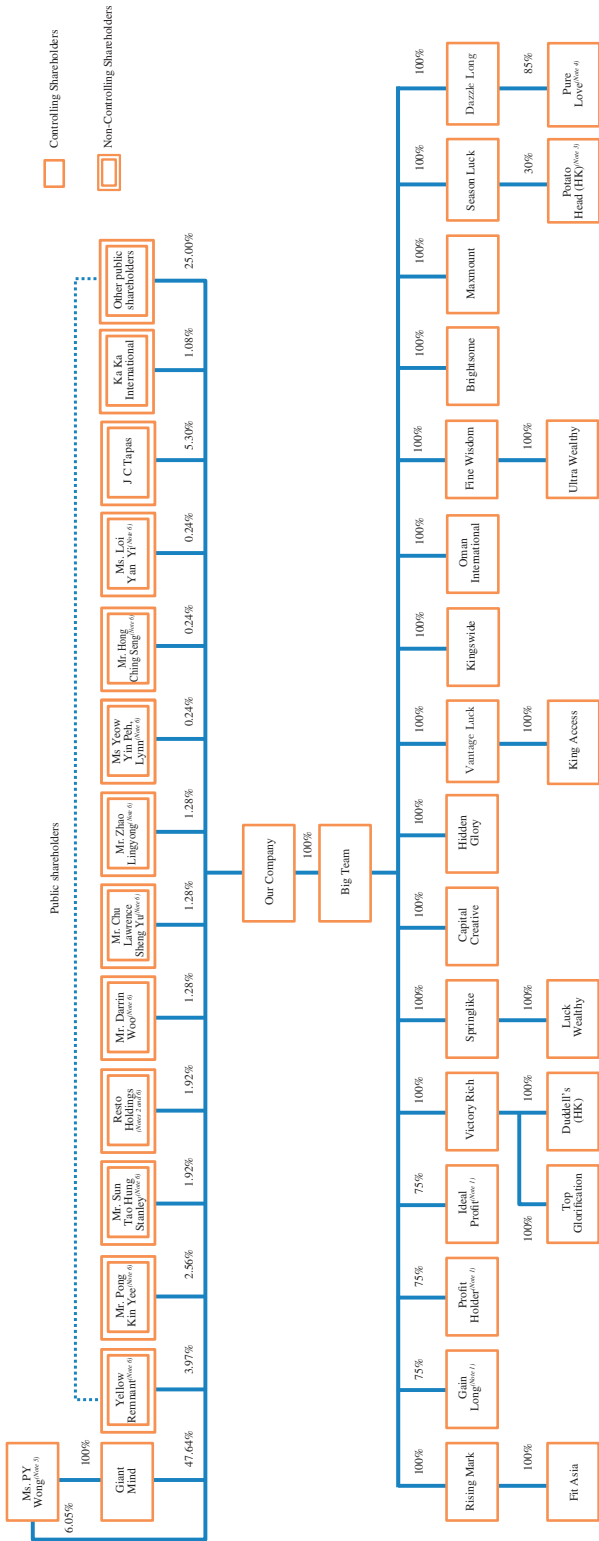 Controlling Shareholders
Non-Controlling Shareholders
Public shareholders
Ms. PY
Wong(Note 5)
100%
6.05%
Giant
Mind
Yellow
Remnant(Note 6)
Mr. Pong
Kin Yee(Note 6)
Mr. Sun
Tao Hung
Stanley(Note 6)
Resto
Holdings
(Notes 2 and 6)
Mr. Darrin
Woo(Note 6)
Mr. Chu
Lawrence
Sheng Yu(Note 6)
Mr. Zhao
Lingyong(Note 6)
Ms Yeow
Yin Peh,
Lynn(Note 6)
Mr. Hong
Ching Seng(Note 6)
Ms. Loi
Yan Yi(Note 6)
J C Tapas
Ka Ka
International
Other public
shareholders
47.64%
3.97%
2.56%
1.92%
1.92%
1.28%
1.28%
1.28%
0.24%
0.24%
0.24%
5.30%
1.08%
25.00%
Our Company
100%
Big Team
100%
75%
75%
75%
100%
100%
100%
100%
100%
100%
100%
100%
100%
100%
100%
100%
Rising Mark
Gain
Long(Note 1)
Profit
Holder(Note 1)
Ideal
Profit(Note 1)
Victory Rich
Springlike
Capital
Creative
Hidden
Glory
Vantage Luck
Kingswide
Oman
International
Fine Wisdom
Brightsome
Maxmount
Season Luck
Dazzle Long
100%
100%
100%
100%
100%
100%
30%
85%
Fit Asia
Top
Glorification
Duddell's
(HK)
Luck
Wealthy
King Access
Ultra Wealthy
Potato
Head (HK)(Note 3)
Pure
Love(Note 4)